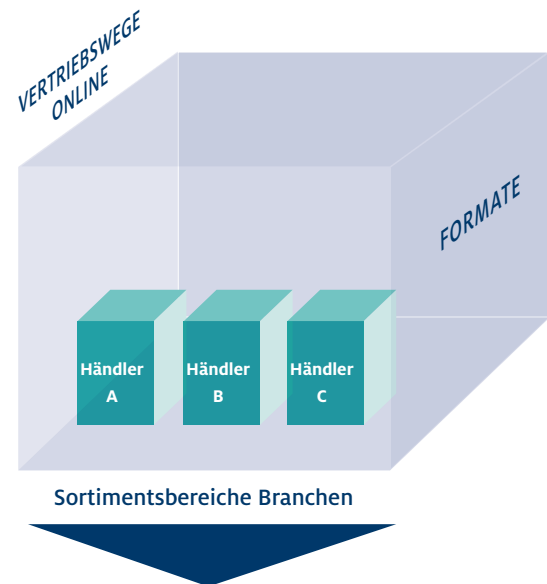 VERTRIEBSWEGE
ONLINE
FORMATE
Händler
A
Händler
B
Händler
C
Sortimentsbereiche Branchen